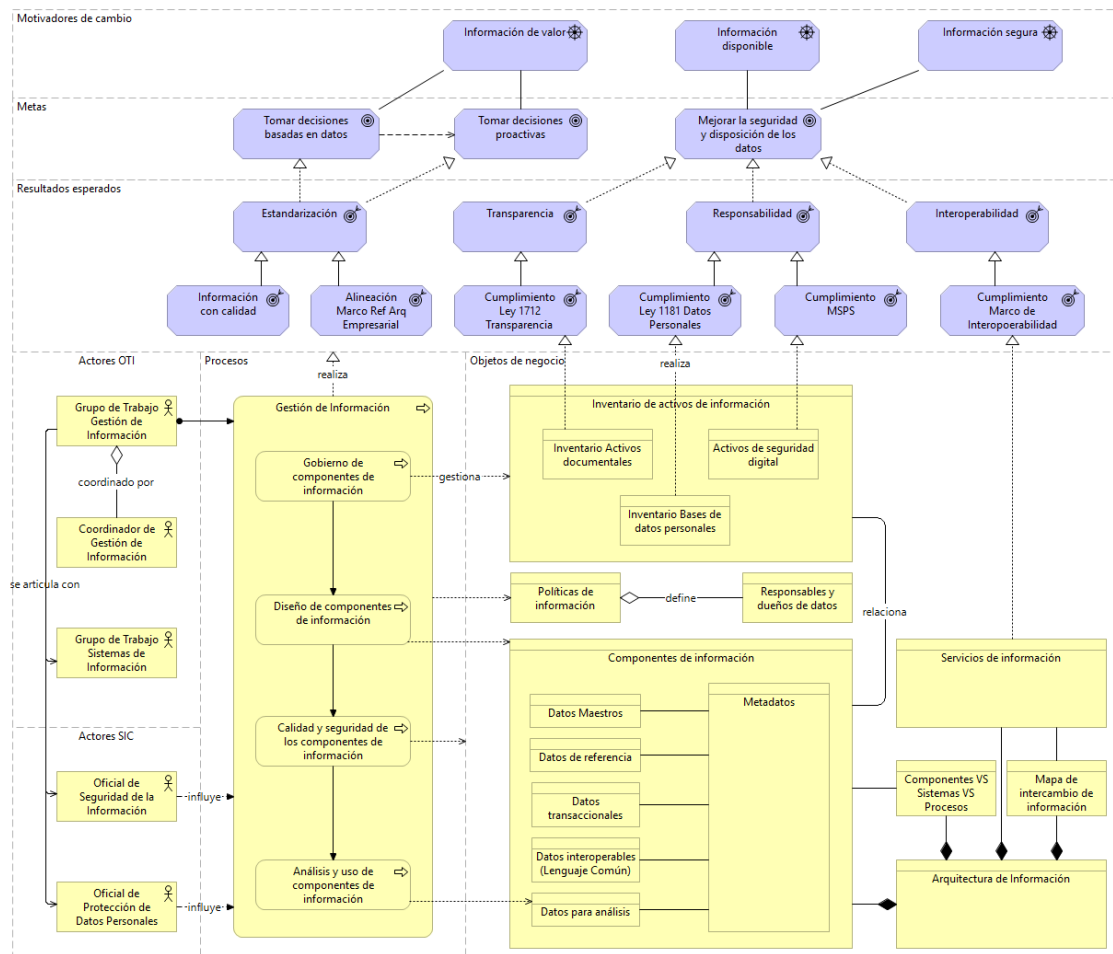 Motivadores de cambio
Información de valor
Información
disponible
Información segura
Metas
Tomar decisiones
basadas en datos
Tomar decisiones
proactivas
Mejorar la seguridad
y disposición de los
datos
Resultados esperados
Estandarización
Transparencia
Responsabilidad
Interoperabilidad
Información
con calidad
Alineación
Marco Ref Arq
Empresarial
Cumplimiento
Ley 1712
Transparencia
Cumplimiento
Ley 1181 Datos
Personales
Cumplimiento
MSPS
Cumplimiento
Marco de
Interopoerabilidad
Actores OTI
Procesos
Objetos de negocio
realiza
realiza
Grupo de Trabajo
Gestión de
Información
coordinado por
Coordinador de
Gestión de
Información
se articula con
Grupo de Trabajo
Sistemas de
Información
Actores SIC
Oficial de
Seguridad de la
Información
influye
Oficial de
Protección de
Datos Personales
influye
Gestión de Información
Gobierno de
componentes de
información
gestiona
Diseño de componentes
de información
Calidad y seguridad de
los componentes de
información
Análisis y uso de
componentes de
información
Inventario de activos de información
Inventario Activos
documentales
Activos de seguridad
digital
Inventario Bases de
datos personales
Políticas de
información
define
Responsables y
dueños de datos
relaciona
Componentes de información
Metadatos
Datos Maestros
Datos de referencia
Datos
transaccionales
Datos interoperables
(Lenguaje Común)
Datos para análisis
Servicios de información
Componentes VS
Sistemas VS
Procesos
Mapa de
intercambio de
información
Arquitectura de Información